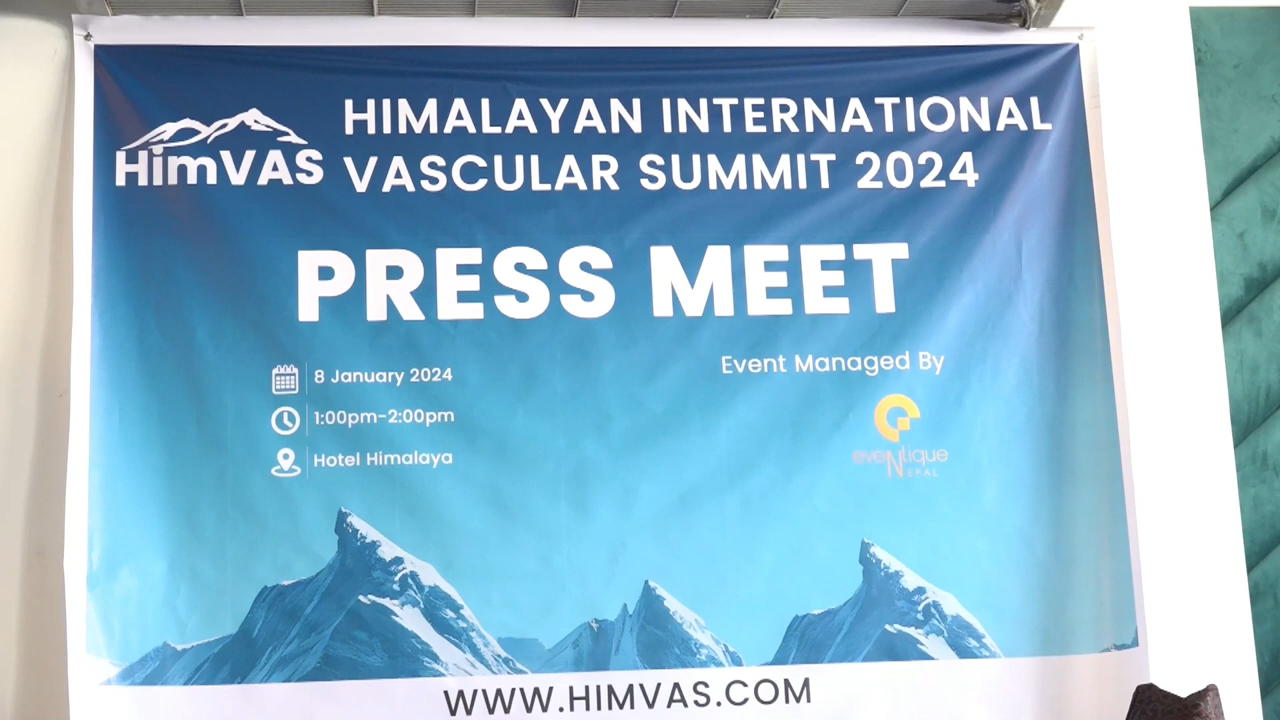 HimVAS
HIMALAYAN INTERNATIONAL
VASCULAR SUMMIT 2024
PRESS MEET
8 January 2024
1:00pm-2:00pm
Hotel Himalaya
Event Managed By
eveNtique
NEPAL
WWW.HIMVAS.COM